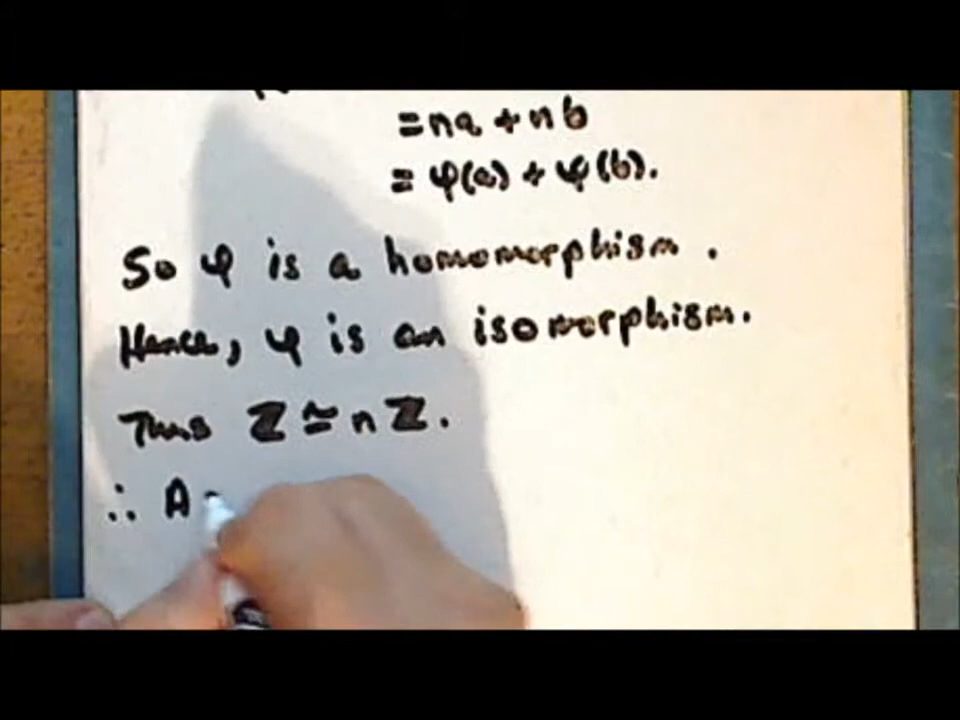 = na + nb
= φ(a) + φ(b).
So φ is a homomorphism.
Hence, φ is an isomorphism.
Thus ℤ ≅ nℤ.
∴ A